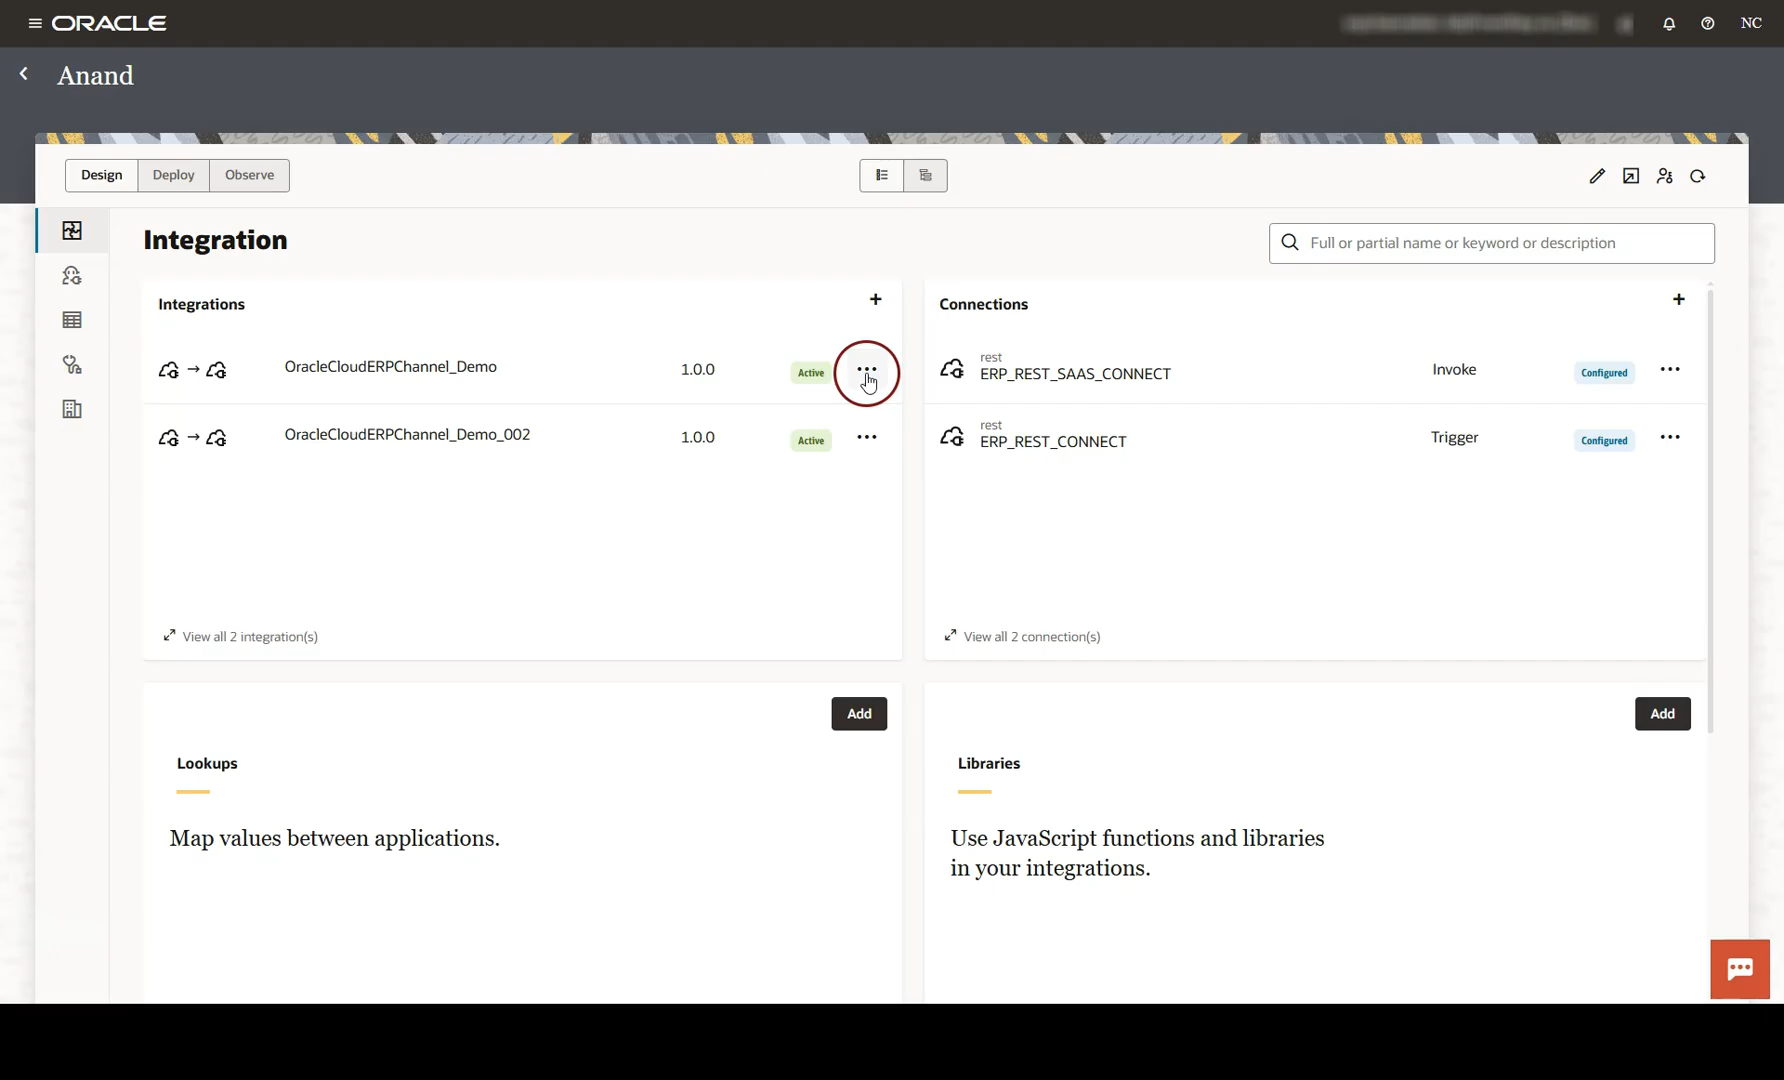 ORACLE
NC
Anand
Design
Deploy
Observe
Integration
Full or partial name or keyword or description
Integrations
OracleCloudERPChannel_Demo
1.0.0
Active
OracleCloudERPChannel_Demo_002
1.0.0
Active
View all 2 integration(s)
Connections
rest
ERP_REST_SAAS_CONNECT
Invoke
Configured
rest
ERP_REST_CONNECT
Trigger
Configured
View all 2 connection(s)
Add
Lookups
Map values between applications.
Add
Libraries
Use JavaScript functions and libraries
in your integrations.